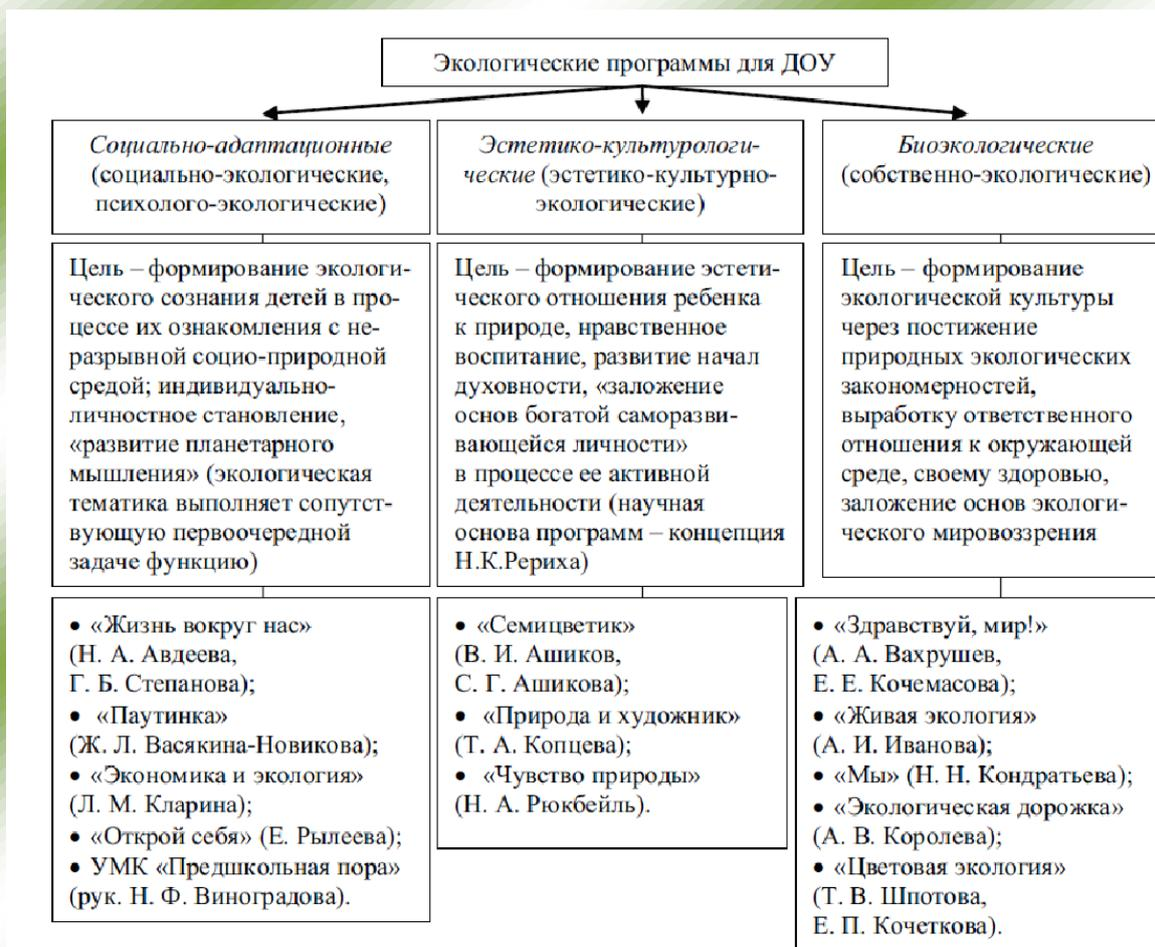 Экологические программы для ДОУ
Социально-адаптационные
(социально-экологические,
психолого-экологические)
Эстетико-культурологи-
ческие (эстетико-культурно-
экологические)
Биоэкологические
(собственно-экологические)
Цель – формирование экологи-
ческого сознания детей в про-
цессе их ознакомления с не-
разрывной социо-природной
средой; индивидуально-
личностное становление,
«развитие планетарного
мышления» (экологическая
тематика выполняет сопутст-
вующую первоочередной
задаче функцию)
Цель – формирование эстети-
ческого отношения ребенка
к природе, нравственное
воспитание, развитие начал
духовности, «заложение
основ богатой саморазви-
вающейся личности»
в процессе ее активной
деятельности (научная
основа программ – концепция
Н.К.Рериха)
Цель – формирование
экологической культуры
через постижение
природных экологических
закономерностей,
выработку ответственного
отношения к окружающей
среде, своему здоровью,
заложение основ экологи-
ческого мировоззрения
• «Жизнь вокруг нас»
(Н. А. Авдеева,
Г. Б. Степанова);
• «Паутинка»
(Ж. Л. Васякина-Новикова);
• «Экономика и экология»
(Л. М. Кларина);
• «Открой себя» (Е. Рылеева);
• УМК «Предшкольная пора»
(рук. Н. Ф. Виноградова).
• «Семицветик»
(В. И. Ашиков,
С. Г. Ашикова);
• «Природа и художник»
(Т. А. Копцева);
• «Чувство природы»
(Н. А. Рюкбейль).
• «Здравствуй, мир!»
(А. А. Вахрушев,
Е. Е. Кочемасова);
• «Живая экология»
(А. И. Иванова);
• «Мы» (Н. Н. Кондратьева);
• «Экологическая дорожка»
(А. В. Королева);
• «Цветовая экология»
(Т. В. Шпотова,
Е. П. Кочеткова).